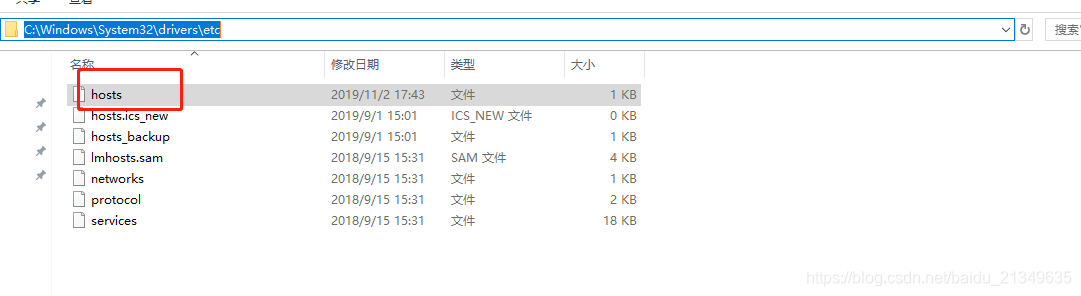 共享 查看
C:\Windows\System32\drivers\etc 搜索
名称 修改日期 类型 大小
hosts 2019/11/2 17:43 文件 1 KB
hosts.ics_new 2019/9/1 15:01 ICS_NEW 文件 0 KB
hosts_backup 2019/9/1 15:01 文件 1 KB
lmhosts.sam 2018/9/15 15:31 SAM 文件 4 KB
networks 2018/9/15 15:31 文件 1 KB
protocol 2018/9/15 15:31 文件 2 KB
services 2018/9/15 15:31 文件 18 KB
https://blog.csdn.net/baidu_21349635